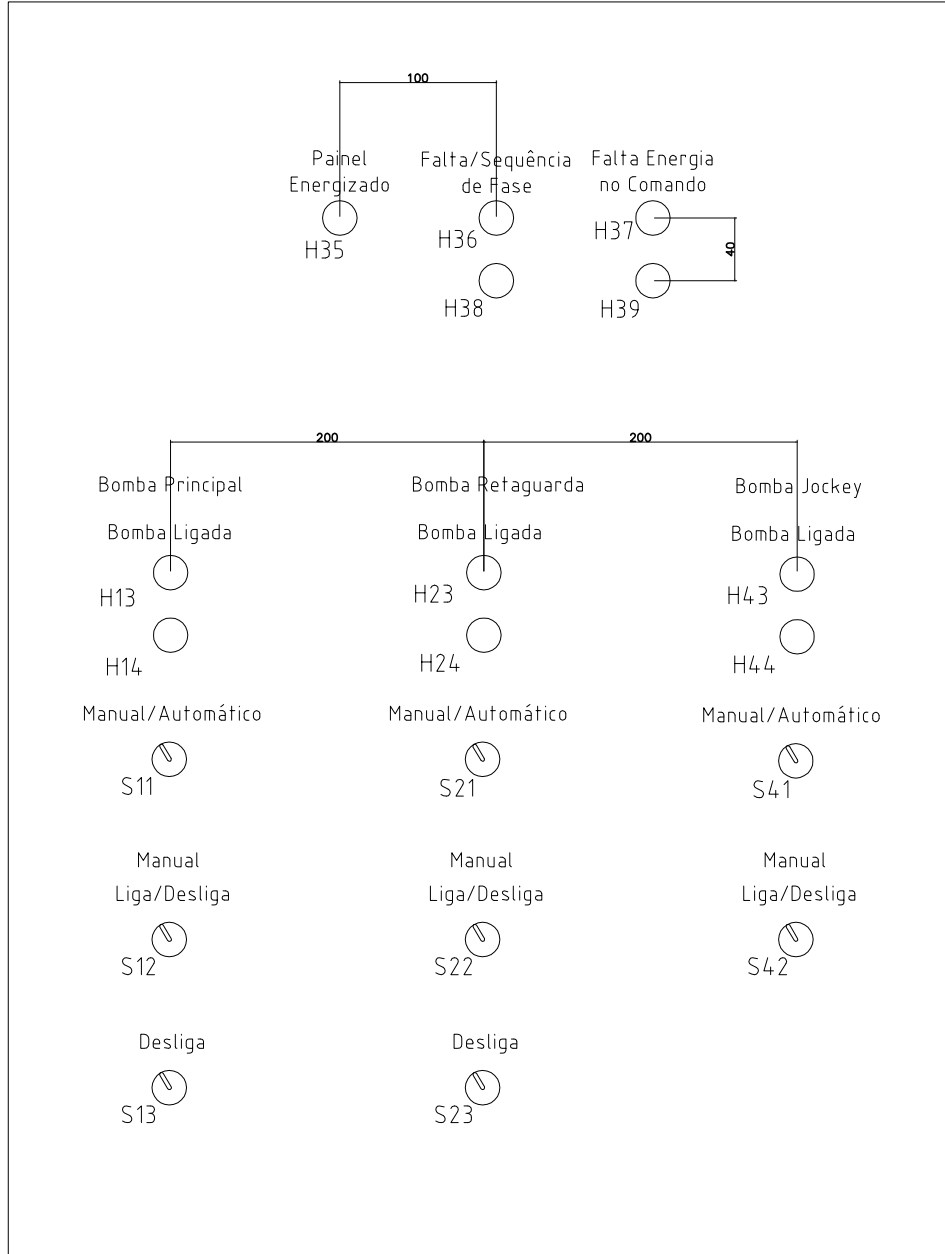 100
Painel
Energizado
Falta/Sequência
de Fase
Falta Energia
no Comando
H35
H36
H37
40
H38
H39
200
200
Bomba Principal
Bomba Retaguarda
Bomba Jockey
Bomba Ligada
Bomba Ligada
Bomba Ligada
H13
H23
H43
H14
H24
H44
Manual/Automático
Manual/Automático
Manual/Automático
S11
S21
S41
Manual
Liga/Desliga
Manual
Liga/Desliga
Manual
Liga/Desliga
S12
S22
S42
Desliga
Desliga
S13
S23